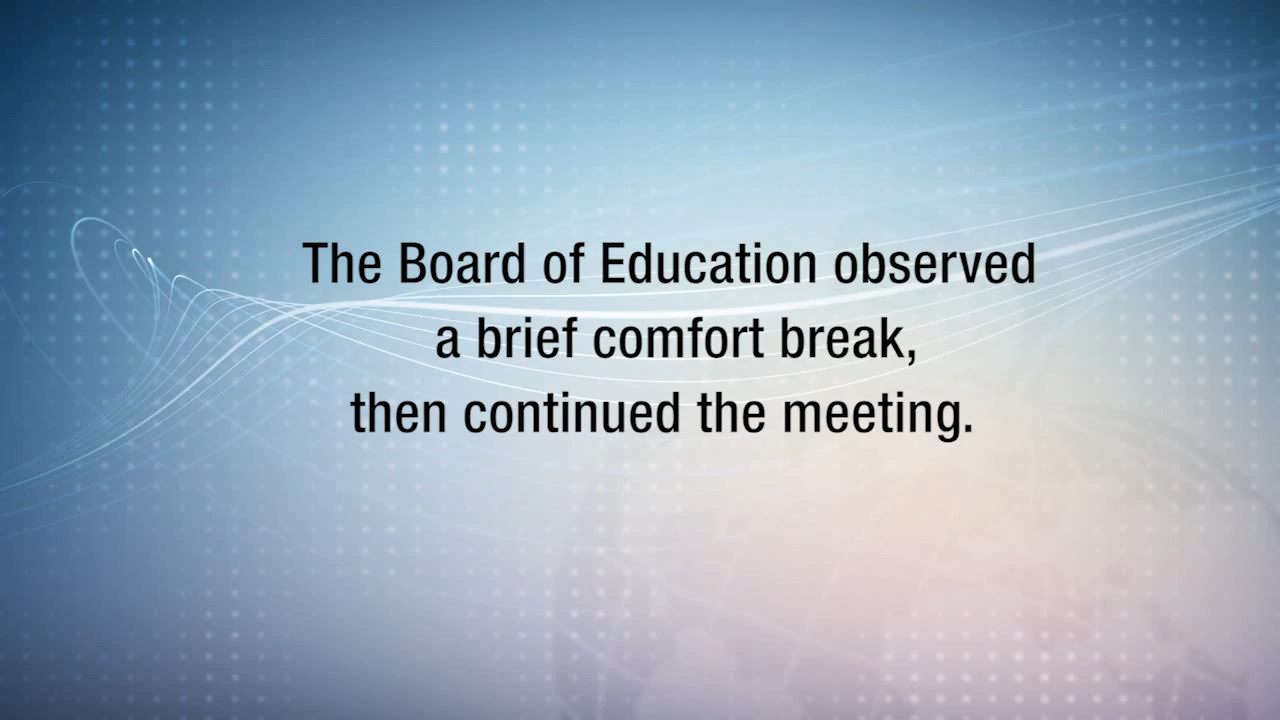 The Board of Education observed
a brief comfort break,
then continued the meeting.